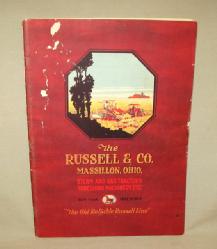 The
RUSSELL & CO.
MASSILLON, OHIO.
STEAM AND GAS TRACTORS
THRESHING MACHINERY ETC.
"The Old Reliable Russell Line"